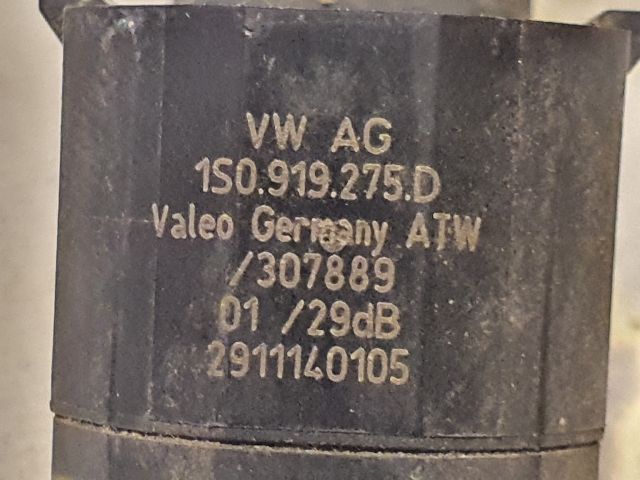 VW AG
1S0.919.275.D
Valeo Germany ATW
/307889
01 /29dB
2911140105